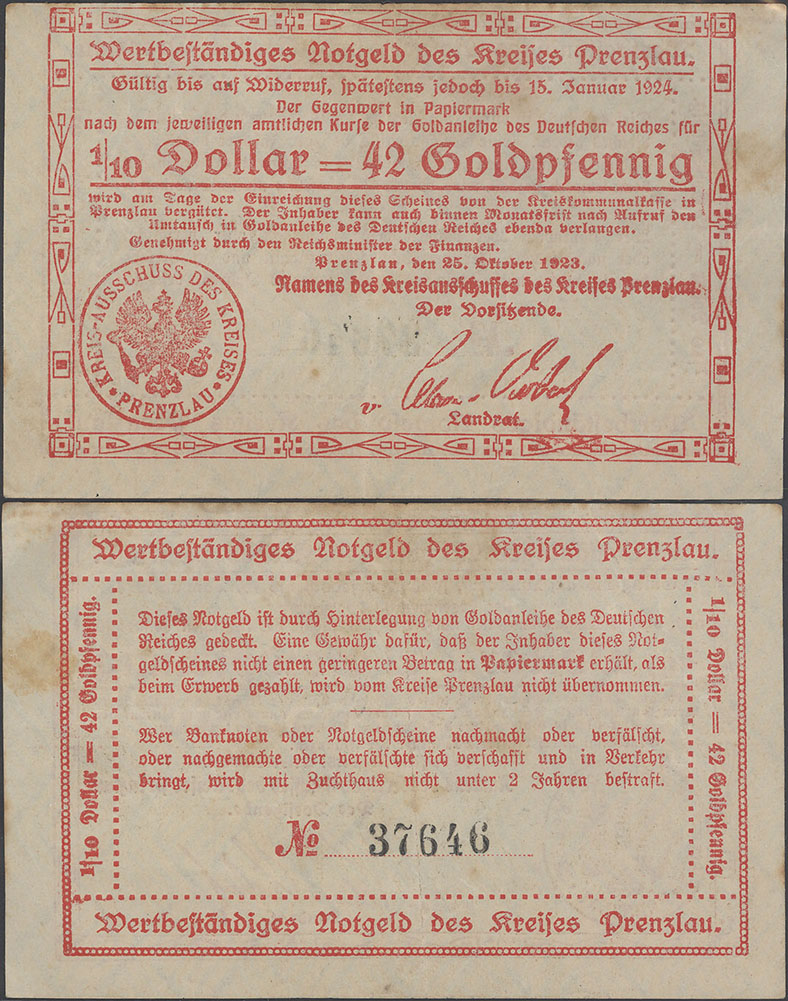 Wertbeständiges Notgeld des Kreises Prenzlau.
Gültig bis auf Widerruf, spätestens jedoch bis 15. Januar 1924.
Der Gegenwert in Papiermark
nach dem jeweiligen amtlichen Kurse der Goldanleihe des Deutschen Reiches für
1/10 Dollar = 42 Goldpfennig
wird am Tage der Einreichung dieses Scheines von der Kreiskommunalkasse in
Prenzlau vergütet. Der Inhaber kann auch binnen Monatsfrist nach Aufruf den
Umtausch in Goldanleihe des Deutschen Reiches ebenda verlangen.
Genehmigt durch den Reichsminister der Finanzen.
Prenzlau, den 25. Oktober 1923.
Namens des Kreisausschusses des Kreises Prenzlau.
Der Vorsitzende.
KREIS-AUSSCHUSS DES KREISES
PRENZLAU
v.
Landrat.
Wertbeständiges Notgeld des Kreises Prenzlau.
1/10 Dollar = 42 Goldpfennig.
Dieses Notgeld ist durch Hinterlegung von Goldanleihe des Deutschen
Reiches gedeckt. Eine Gewähr dafür, daß der Inhaber dieses Not-
geldscheines nicht einen geringeren Betrag in Papiermark erhält, als
beim Erwerb gezahlt, wird vom Kreise Prenzlau nicht übernommen.
Wer Banknoten oder Notgeldscheine nachmacht oder verfälscht,
oder nachgemachte oder verfälschte sich verschafft und in Verkehr
bringt, wird mit Zuchthaus nicht unter 2 Jahren bestraft.
№ 37646
1/10 Dollar = 42 Goldpfennig.
Wertbeständiges Notgeld des Kreises Prenzlau.